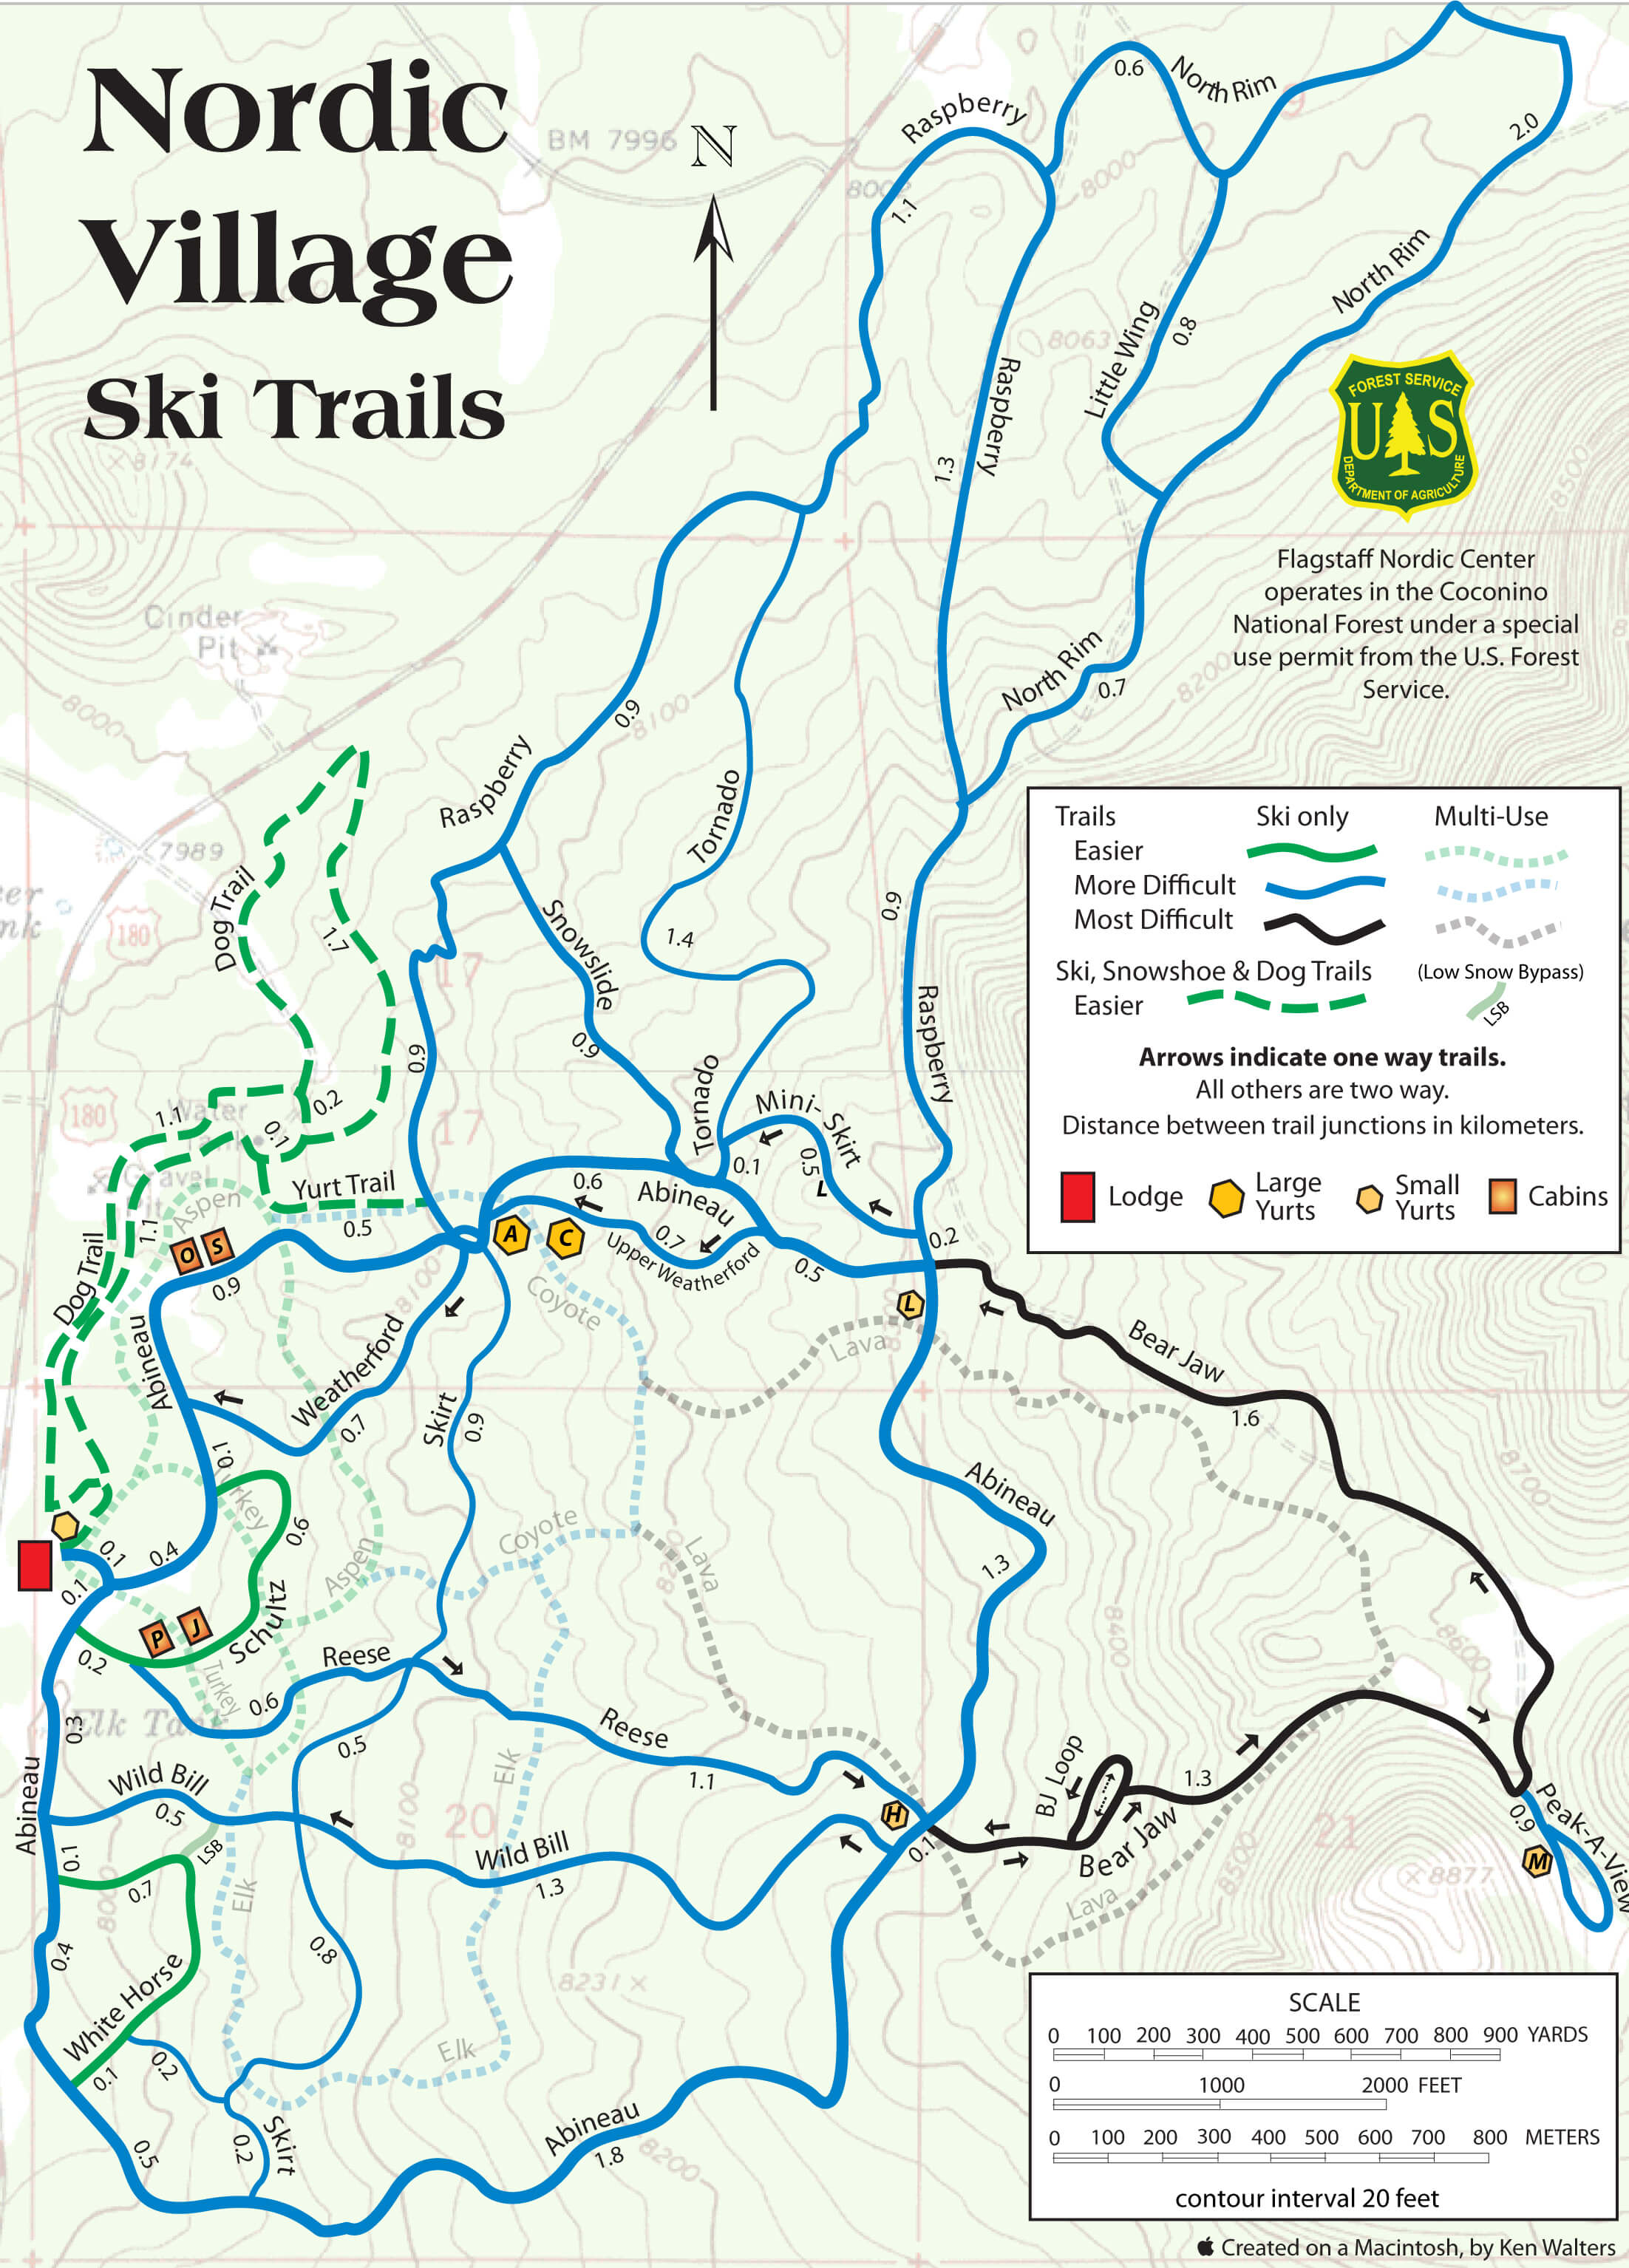 Nordic
Village
Ski Trails
N
BM 7996
8000
8000
North Rim
0.6
9
2.0
Raspberry
1.1
North Rim
Little Wing
0.8
8063
Raspberry
1.3
FOREST SERVICE
U S
DEPARTMENT OF AGRICULTURE
8500
×8174
Flagstaff Nordic Center
operates in the Coconino
National Forest under a special
use permit from the U.S. Forest
Service.
Cinder
Pit
8000
8100
0.9
North Rim
0.7
8200
Raspberry
Tornado
1.4
7989
180
Dog Trail
1.7
17
Snowslide
0.9
0.9
0.9
Raspberry
Trails Ski only Multi-Use
Easier
More Difficult
Most Difficult
Ski, Snowshoe & Dog Trails (Low Snow Bypass)
Easier LSB
Arrows indicate one way trails.
All others are two way.
Distance between trail junctions in kilometers.
Lodge
Large
Yurts
Small
Yurts
Cabins
180
Water
Tank
1.1
0.2
0.1
17
Tornado
Mini-Skirt
0.5
0.1
L
Gravel
Pit
Yurt Trail
0.5
Aspen
1.1
0.6
Abineau
0.2
O
S
A
C
0.7
Upper Weatherford
0.5
Dog Trail
0.9
8100
Coyote
L
Lava
Abineau
Weatherford
0.7
Skirt
0.9
Bear Jaw
1.6
0.1
Turkey
0.6
Aspen
Coyote
Lava
Abineau
1.3
8700
0.1
0.4
0.1
P
J
Schultz
0.2
Reese
0.6
Turkey
8400
8600
Elk Tank
0.3
0.5
Reese
1.1
Elk
BJ Loop
1.3
Bear Jaw
Peak-A-View
0.9
M
Abineau
Wild Bill
0.5
LSB
0.1
0.7
8100
20
Wild Bill
1.3
H
0.1
Lava
8500
×8877
Elk
0.4
White Horse
0.8
8231×
0.1
0.2
Elk
Skirt
0.2
0.5
Abineau
1.8
8200
SCALE
0 100 200 300 400 500 600 700 800 900 YARDS
0 1000 2000 FEET
0 100 200 300 400 500 600 700 800 METERS
contour interval 20 feet
Created on a Macintosh, by Ken Walters